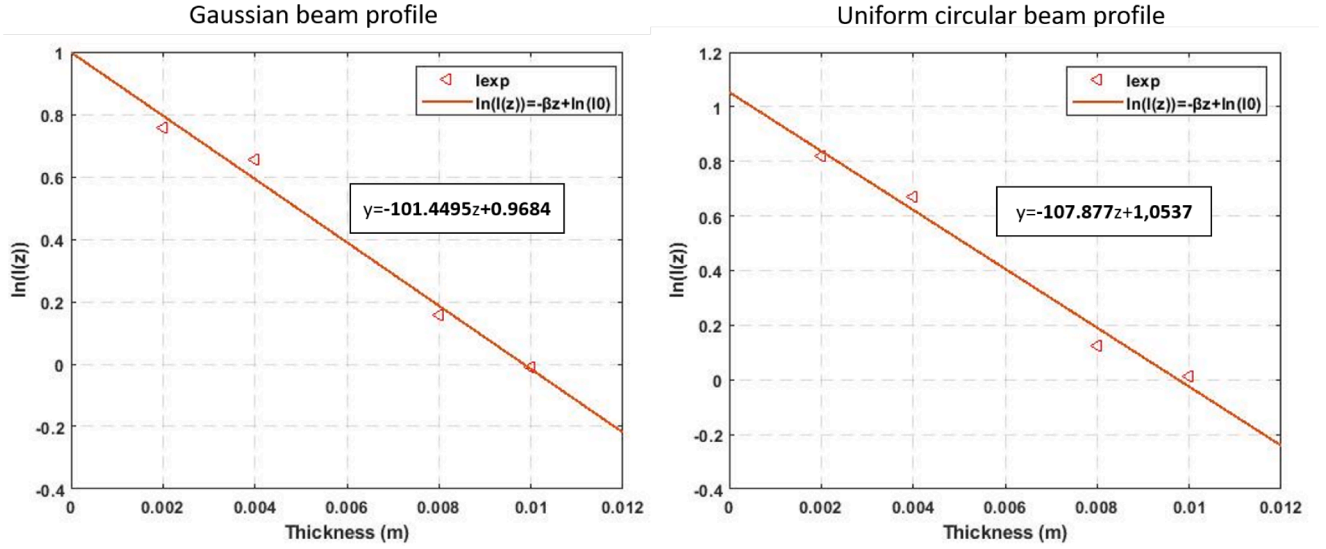 Gaussian beam profile
1
0.8
0.6
0.4
0.2
0
-0.2
-0.4
ln(I(z))
Iexp
ln(I(z))=-βz+ln(I0)
y=-101.4495z+0.9684
0 0.002 0.004 0.006 0.008 0.01 0.012
Thickness (m)
Uniform circular beam profile
1.2
1
0.8
0.6
0.4
0.2
0
-0.2
-0.4
ln(I(z))
Iexp
ln(I(z))=-βz+ln(I0)
y=-107.877z+1,0537
0 0.002 0.004 0.006 0.008 0.01 0.012
Thickness (m)